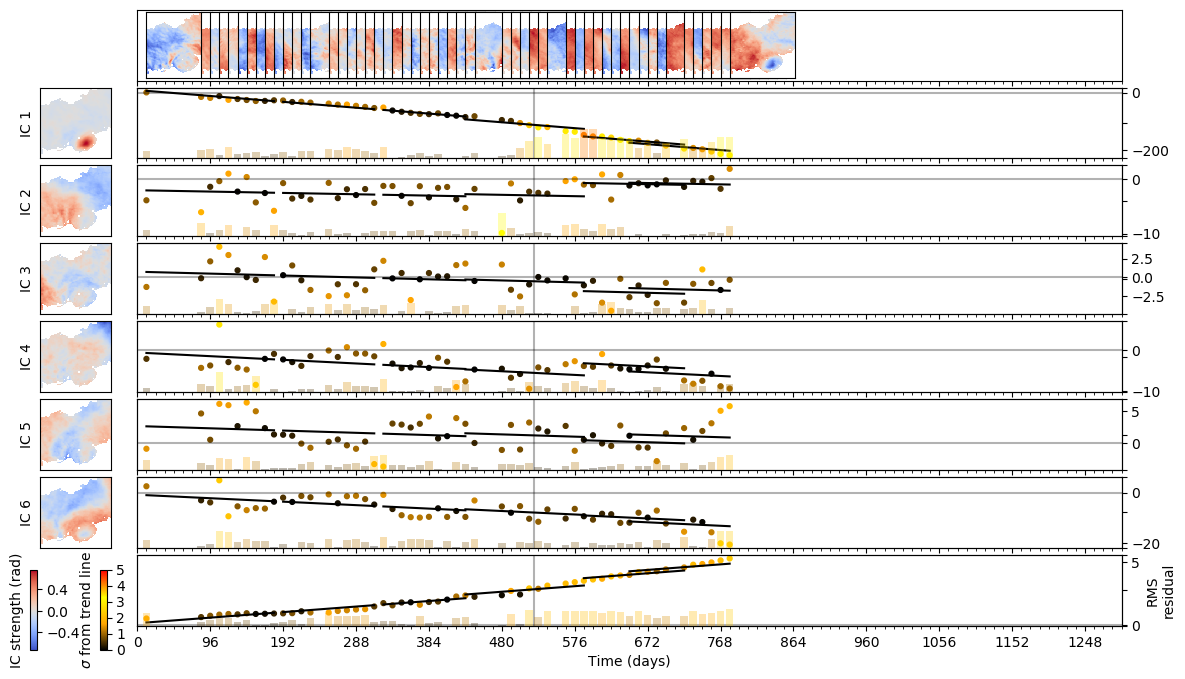 IC 1
0
−200
IC 2
0
−10
IC 3
2.5
0.0
−2.5
IC 4
0
−10
IC 5
5
0
IC 6
0
−20
IC strength (rad)
0.4
0.0
−0.4
σ from trend line
5
4
3
2
1
0
5
0
RMS
residual
0 96 192 288 384 480 576 672 768 864 960 1056 1152 1248
Time (days)